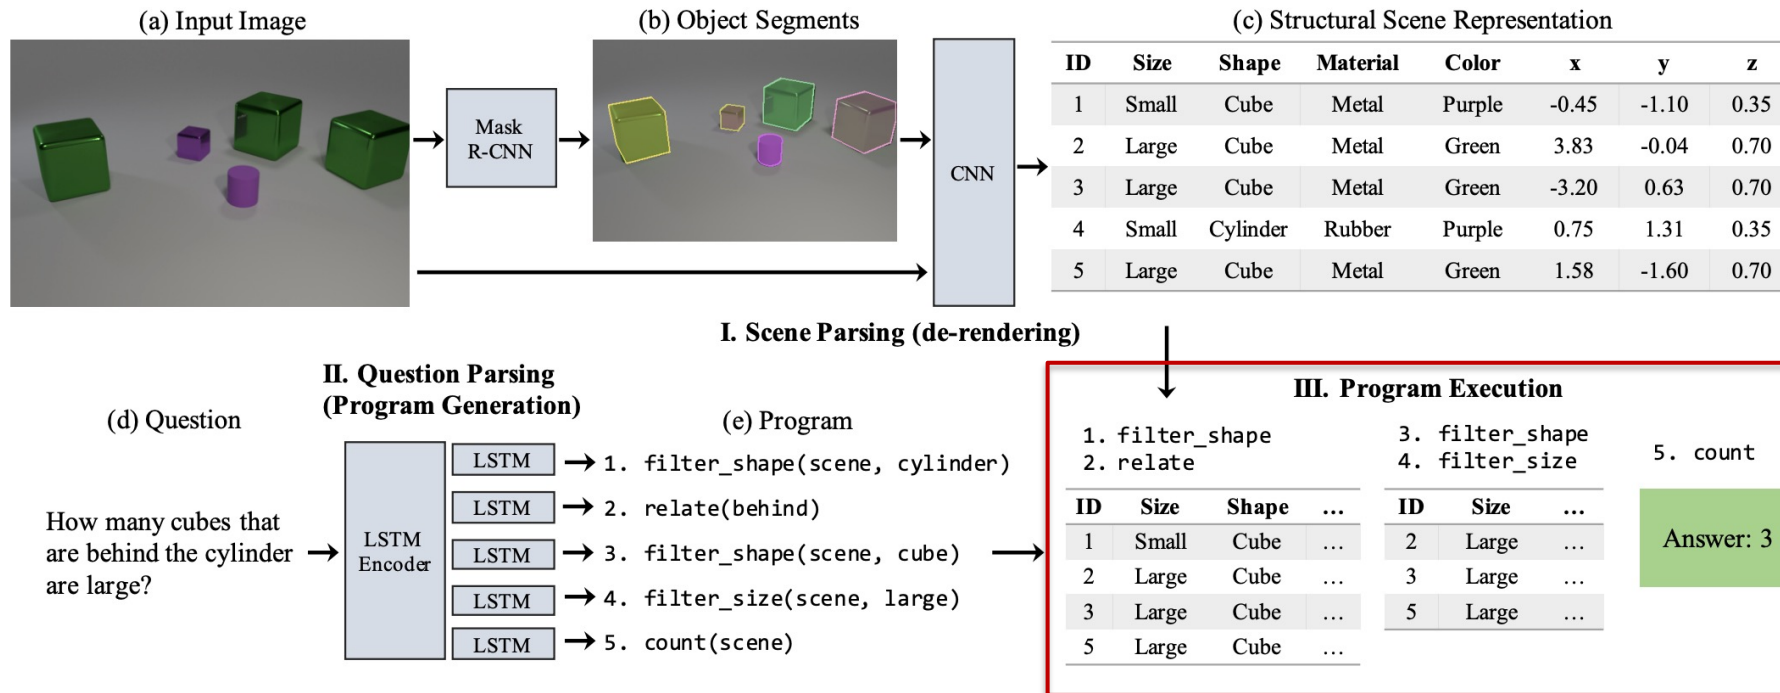 (a) Input Image
(b) Object Segments
(c) Structural Scene Representation
Mask
R-CNN
CNN
ID Size Shape Material Color x y z
1 Small Cube Metal Purple -0.45 -1.10 0.35
2 Large Cube Metal Green 3.83 -0.04 0.70
3 Large Cube Metal Green -3.20 0.63 0.70
4 Small Cylinder Rubber Purple 0.75 1.31 0.35
5 Large Cube Metal Green 1.58 -1.60 0.70
I. Scene Parsing (de-rendering)
II. Question Parsing
(Program Generation)
(d) Question
How many cubes that
are behind the cylinder
are large?
LSTM
Encoder
(e) Program
LSTM 1. filter_shape(scene, cylinder)
LSTM 2. relate(behind)
LSTM 3. filter_shape(scene, cube)
LSTM 4. filter_size(scene, large)
LSTM 5. count(scene)
III. Program Execution
1. filter_shape
2. relate
ID Size Shape ...
1 Small Cube ...
2 Large Cube ...
3 Large Cube ...
5 Large Cube ...
3. filter_shape
4. filter_size
ID Size ...
2 Large ...
3 Large ...
5 Large ...
5. count
Answer: 3